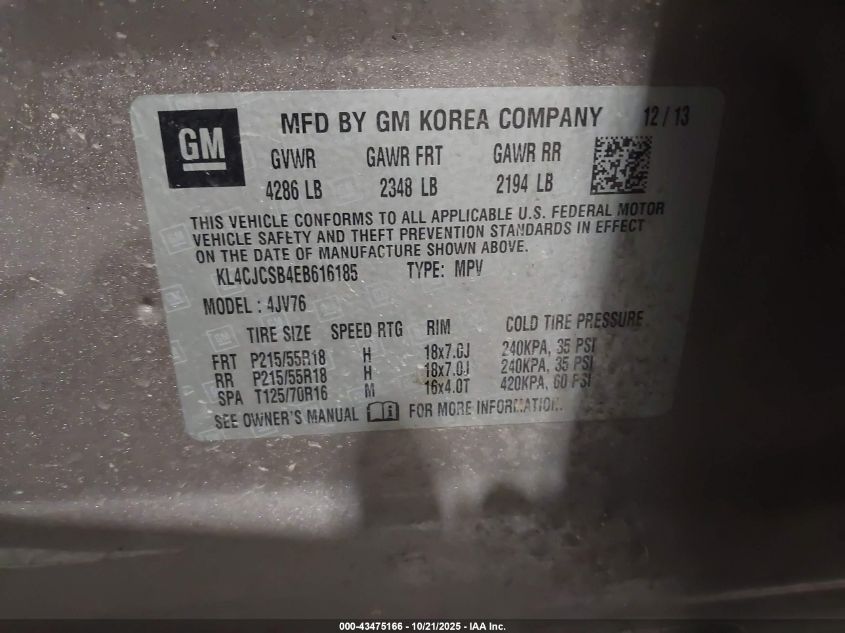 GM
MFD BY GM KOREA COMPANY 12/13
GVWR GAWR FRT GAWR RR
4286 LB 2348 LB 2194 LB
THIS VEHICLE CONFORMS TO ALL APPLICABLE U.S. FEDERAL MOTOR
VEHICLE SAFETY AND THEFT PREVENTION STANDARDS IN EFFECT
ON THE DATE OF MANUFACTURE SHOWN ABOVE.
KL4CJCSB4EB616185 TYPE: MPV
MODEL : 4JV76
TIRE SIZE SPEED RTG RIM COLD TIRE PRESSURE
FRT P215/55R18 H 18x7.0J 240KPA, 35 PSI
RR P215/55R18 H 18x7.0J 240KPA, 35 PSI
SPA T125/70R16 M 16x4.0T 420KPA, 60 PSI
SEE OWNER'S MANUAL FOR MORE INFORMATION.
000-43475166 - 10/21/2025 - IAA Inc.